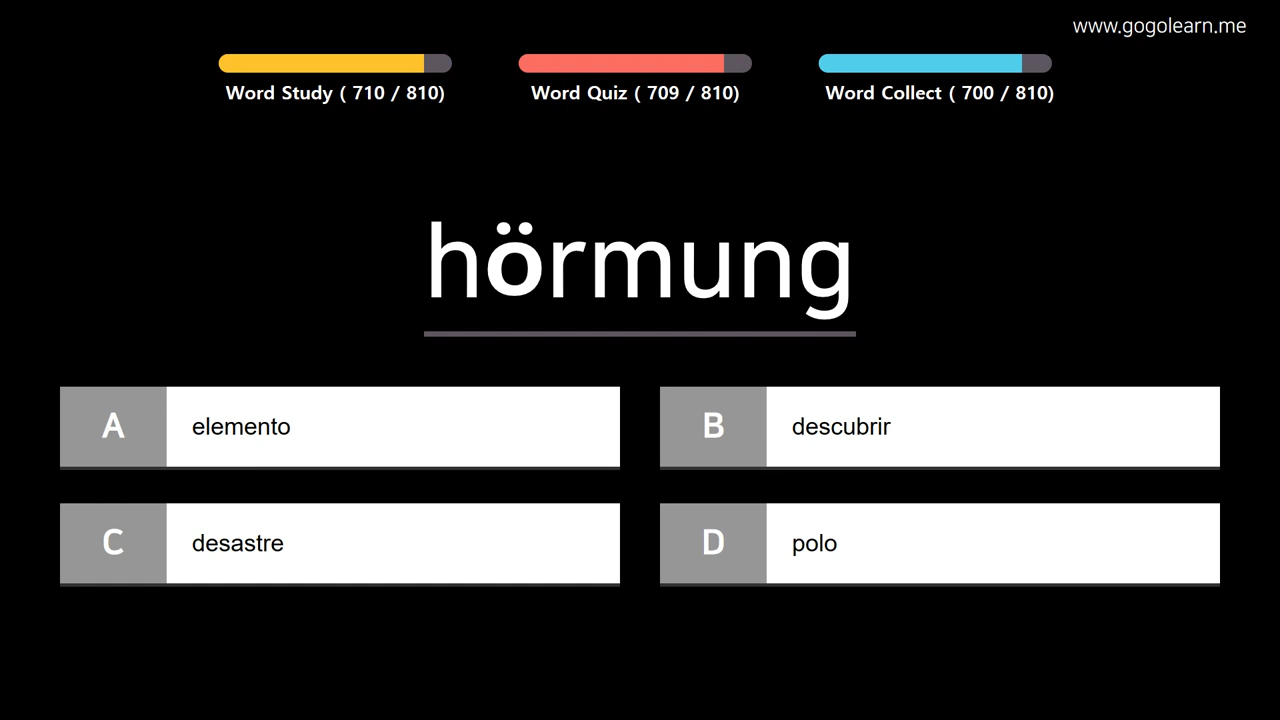 www.gogolearn.me
Word Study ( 710 / 810)
Word Quiz ( 709 / 810)
Word Collect ( 700 / 810)
hörmung
A elemento
B descubrir
C desastre
D polo